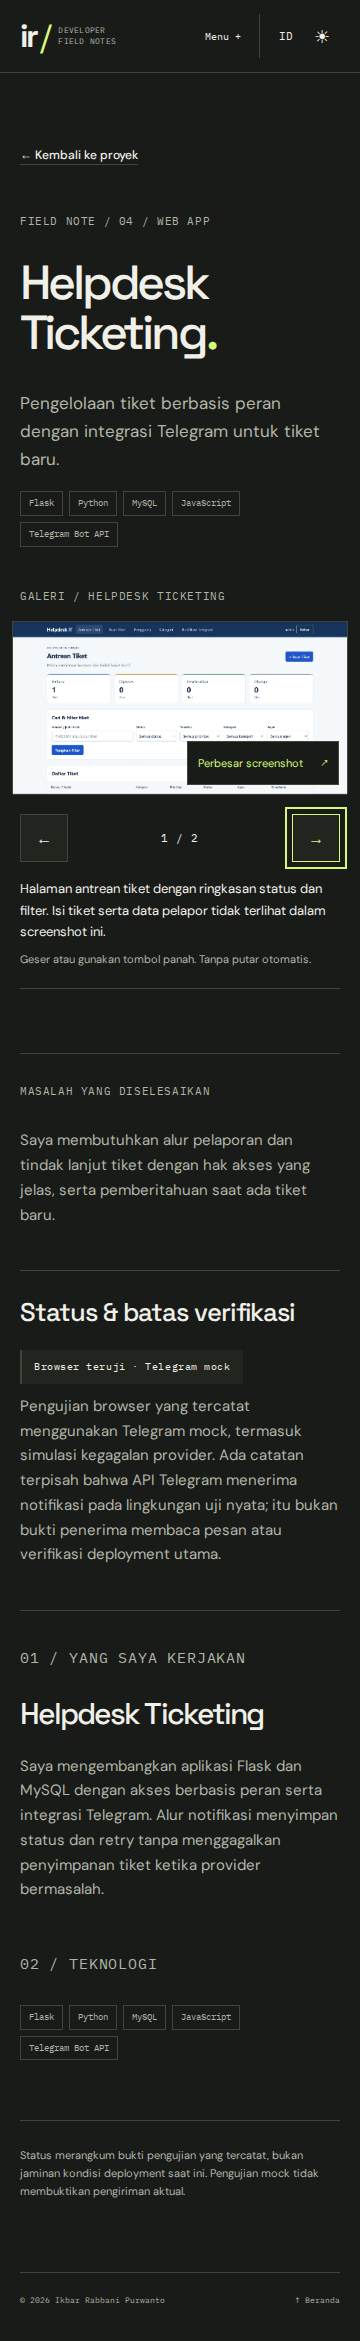 ir/ DEVELOPER
FIELD NOTES
Menu +
ID
☀
← Kembali ke proyek
FIELD NOTE / 04 / WEB APP
Helpdesk
Ticketing.
Pengelolaan tiket berbasis peran
dengan integrasi Telegram untuk tiket
baru.
Flask Python MySQL JavaScript
Telegram Bot API
GALERI / HELPDESK TICKETING
Antrean Tiket
1 0 0 0
Cari & filter tiket
Daftar Tiket
Perbesar screenshot ↗
← 1 / 2 →
Halaman antrean tiket dengan ringkasan status dan
filter. Isi tiket serta data pelapor tidak terlihat dalam
screenshot ini.
Geser atau gunakan tombol panah. Tanpa putar otomatis.
MASALAH YANG DISELESAIKAN
Saya membutuhkan alur pelaporan dan
tindak lanjut tiket dengan hak akses yang
jelas, serta pemberitahuan saat ada tiket
baru.
Status & batas verifikasi
Browser teruji · Telegram mock
Pengujian browser yang tercatat
menggunakan Telegram mock, termasuk
simulasi kegagalan provider. Ada catatan
terpisah bahwa API Telegram menerima
notifikasi pada lingkungan uji nyata; itu bukan
bukti penerima membaca pesan atau
verifikasi deployment utama.
01 / YANG SAYA KERJAKAN
Helpdesk Ticketing
Saya mengembangkan aplikasi Flask dan
MySQL dengan akses berbasis peran serta
integrasi Telegram. Alur notifikasi menyimpan
status dan retry tanpa menggagalkan
penyimpanan tiket ketika provider
bermasalah.
02 / TEKNOLOGI
Flask Python MySQL JavaScript
Telegram Bot API
Status merangkum bukti pengujian yang tercatat, bukan
jaminan kondisi deployment saat ini. Pengujian mock tidak
membuktikan pengiriman aktual.
© 2026 Ikbar Rabbani Purwanto
↑ Beranda